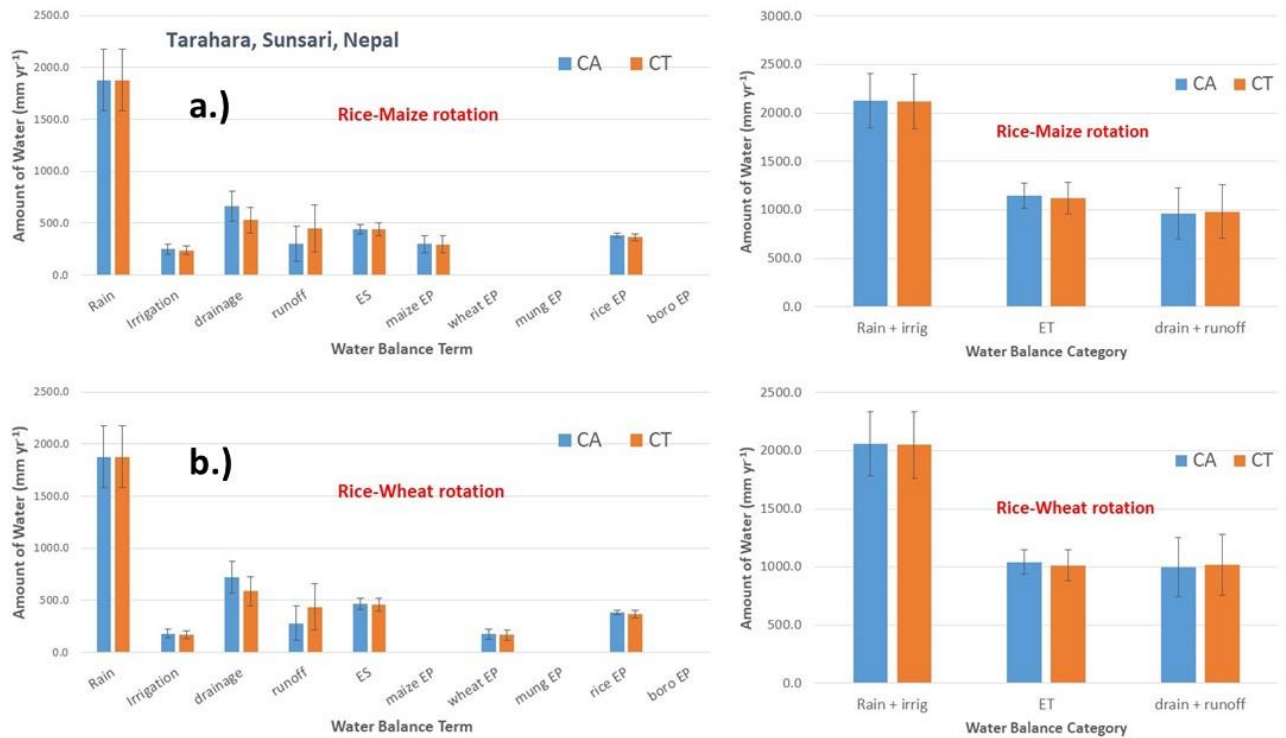 Tarahara, Sunsari, Nepal
a.)
Rice-Maize rotation
CA CT
Amount of Water (mm yr-1)
2500.0
2000.0
1500.0
1000.0
500.0
0.0
Rain Irrigation drainage runoff ES maize EP wheat EP mung EP rice EP boro EP
Water Balance Term
CA CT
Rice-Maize rotation
Amount of Water (mm yr-1)
3000.0
2500.0
2000.0
1500.0
1000.0
500.0
0.0
Rain + irrig ET drain + runoff
Water Balance Category
b.)
Rice-Wheat rotation
CA CT
Amount of Water (mm yr-1)
2500.0
2000.0
1500.0
1000.0
500.0
0.0
Rain Irrigation drainage runoff ES maize EP wheat EP mung EP rice EP boro EP
Water Balance Term
CA CT
Rice-Wheat rotation
Amount of Water (mm yr-1)
2500.0
2000.0
1500.0
1000.0
500.0
0.0
Rain + irrig ET drain + runoff
Water Balance Category